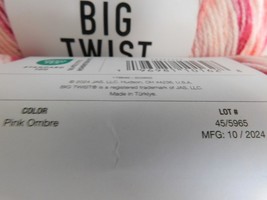 BIG
TWIST
© 2024 JAS, LLC, Hudson, OH 44236, U.S.A.
BIG TWIST® is a registered trademark of JAS, LLC.
Made in Türkiye.
COLOR
Pink Ombre
LOT #
45/5965
MFG: 10 / 2024